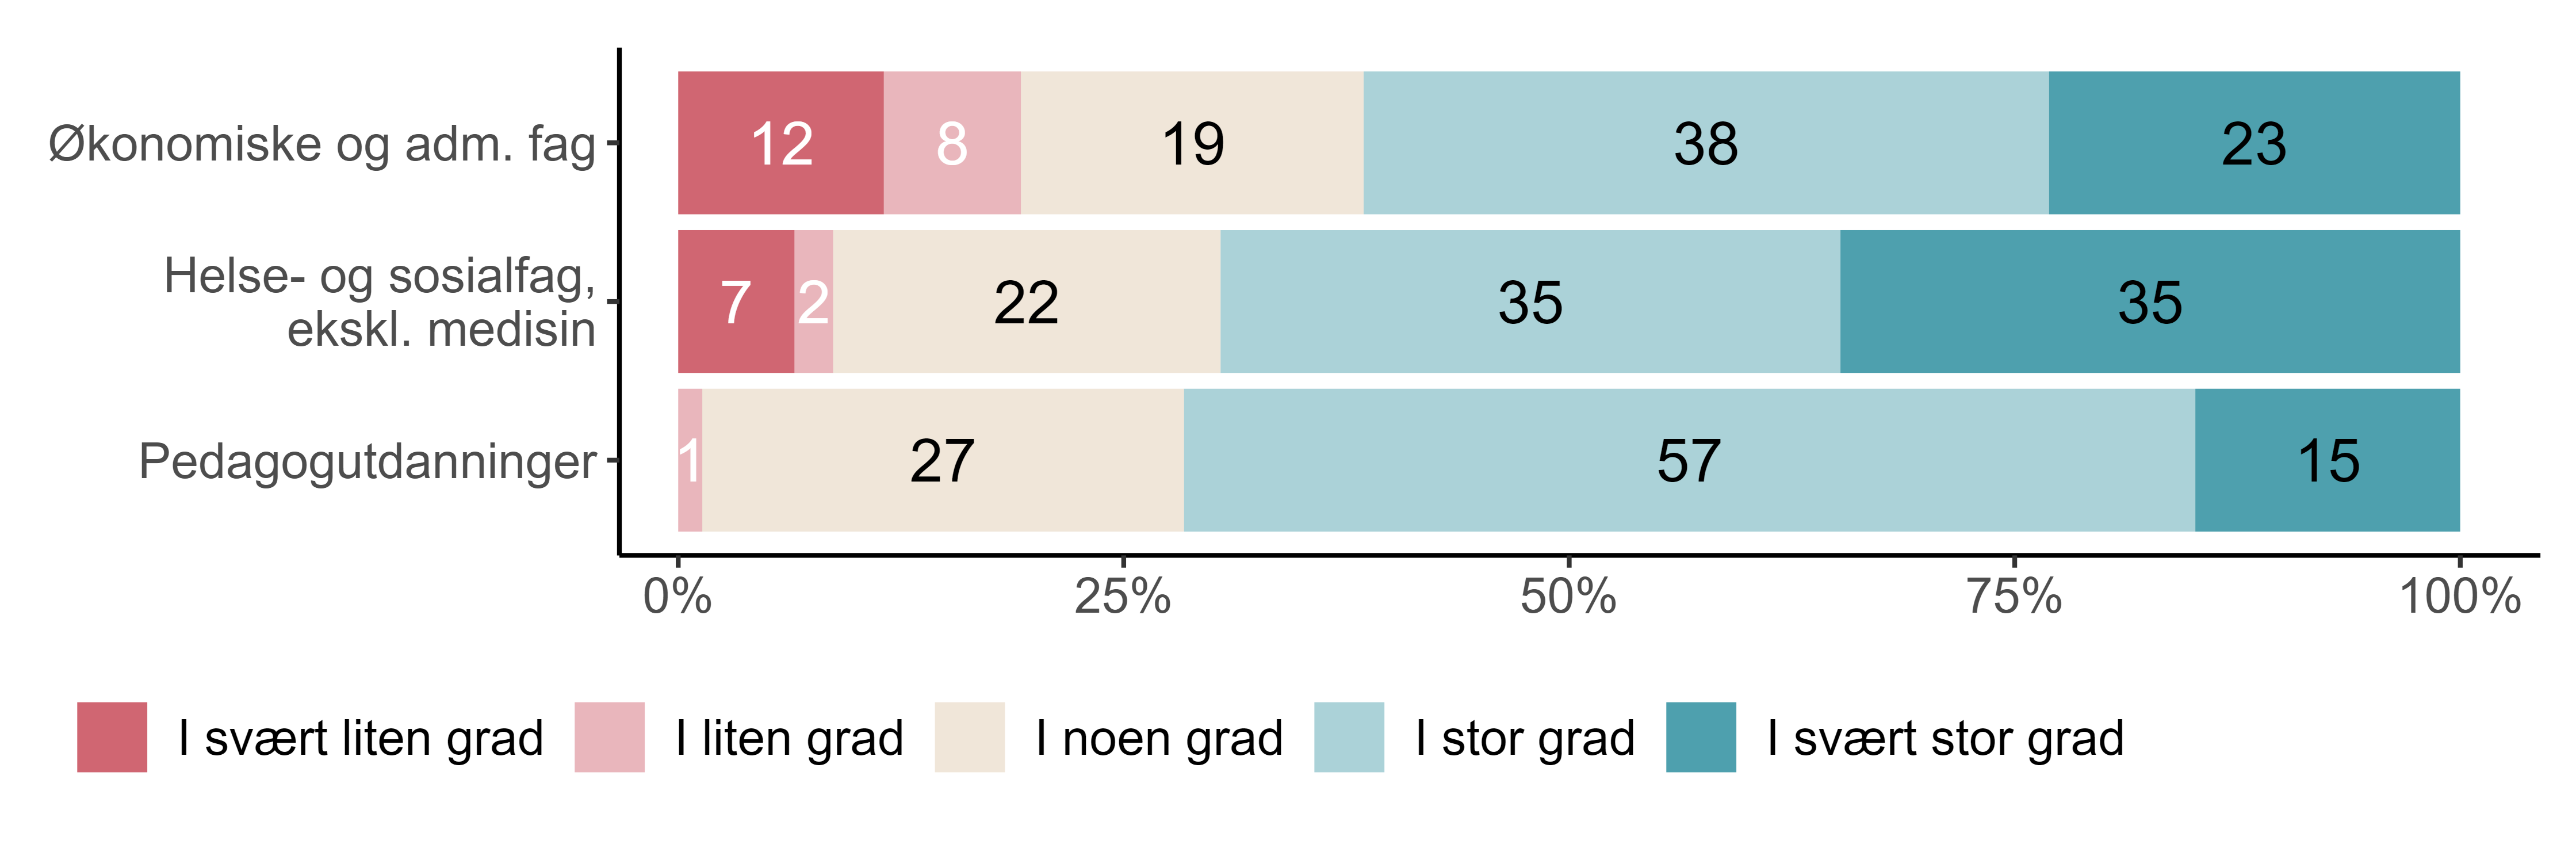 Økonomiske og adm. fag
12 8 19 38 23
Helse- og sosialfag,
ekskl. medisin
7 2 22 35 35
Pedagogutdanninger
1 27 57 15
0% 25% 50% 75% 100%
I svært liten grad I liten grad I noen grad I stor grad I svært stor grad